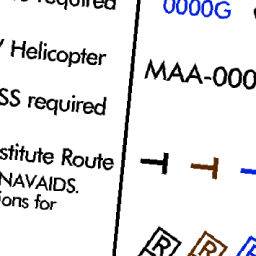 required
0000G
Helicopter
MAA-000
SS required
stitute Route
NAVAIDS.
ions for
R R